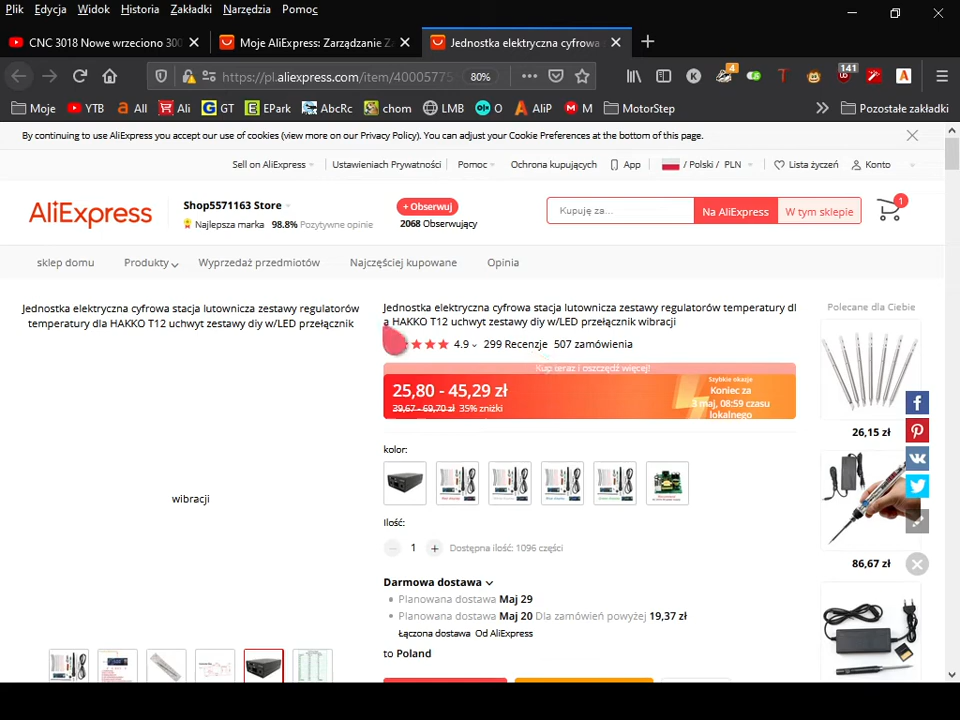 Plik Edycja Widok Historia Zakładki Narzędzia Pomoc
CNC 3018 Nowe wrzeciono 300
Moje AliExpress: Zarządzanie Z
Jednostka elektryczna cyfrowa
https://pl.aliexpress.com/item/40005775
80%
4
141
Moje YTB All Ali GT EPark AbcRc chom LMB O AliP M MotorStep Pozostałe zakładki
By continuing to use AliExpress you accept our use of cookies (view more on our Privacy Policy). You can adjust your Cookie Preferences at the bottom of this page.
Sell on AliExpress Ustawieniach Prywatności Pomoc Ochrona kupujących App / Polski / PLN Lista życzeń Konto
AliExpress
Shop5571163 Store
Najlepsza marka 98.8% Pozytywne opinie
+ Obserwuj
2068 Obserwujący
Kupuję za...
Na AliExpress
W tym sklepie
1
sklep domu Produkty Wyprzedaż przedmiotów Najczęściej kupowane Opinia
Jednostka elektryczna cyfrowa stacja lutownicza zestawy regulatorów
temperatury dla HAKKO T12 uchwyt zestawy diy w/LED przełącznik
wibracji
Jednostka elektryczna cyfrowa stacja lutownicza zestawy regulatorów temperatury dl
a HAKKO T12 uchwyt zestawy diy w/LED przełącznik wibracji
4.9 299 Recenzje 507 zamówienia
Kup teraz i oszczędź więcej!
25,80 - 45,29 zł
39,67 - 69,70 zł 35% zniżki
Szybkie okazje
Koniec za
maj, 08:59 czasu
lokalnego
kolor:
Ilość:
1
Dostępna ilość: 1096 części
Darmowa dostawa
Planowana dostawa Maj 29
Planowana dostawa Maj 20 Dla zamówień powyżej 19,37 zł
Łączona dostawa Od AliExpress
to Poland
Polecane dla Ciebie
26,15 zł
86,67 zł